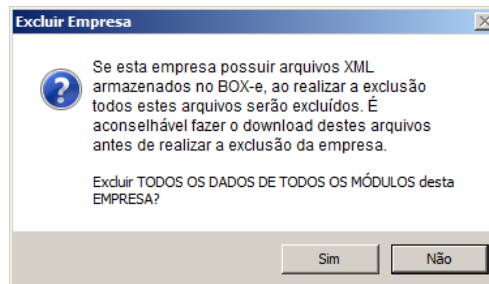 Excluir Empresa
Se esta empresa possuir arquivos XML
armazenados no BOX-e, ao realizar a exclusão
todos estes arquivos serão excluídos. É
aconselhável fazer o download destes arquivos
antes de realizar a exclusão da empresa.
Excluir TODOS OS DADOS DE TODOS OS MÓDULOS desta
EMPRESA?
Sim
Não